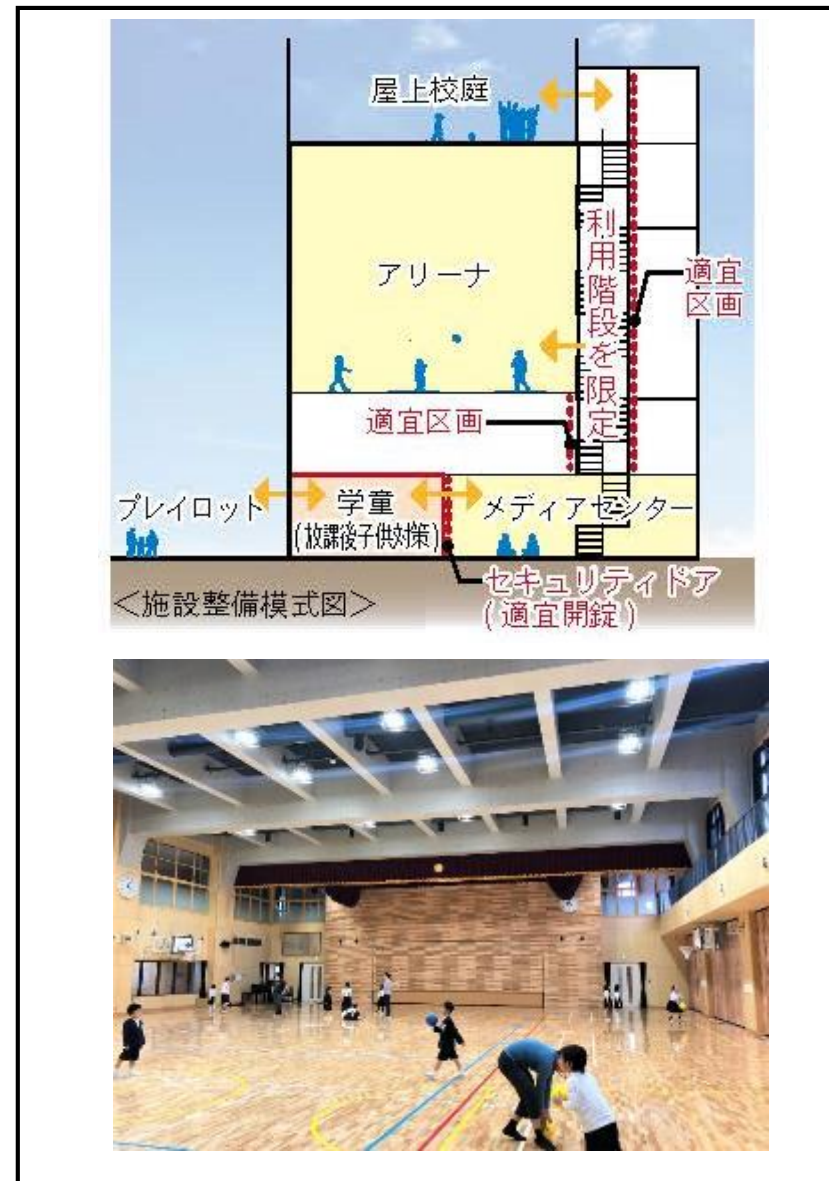 屋上校庭
アリーナ
利用階段を限定
適宜
区画
適宜区画
プレイロット
学童
(放課後子供対策)
メディアセンター
セキュリティドア
(適宜開錠)
<施設整備模式図>